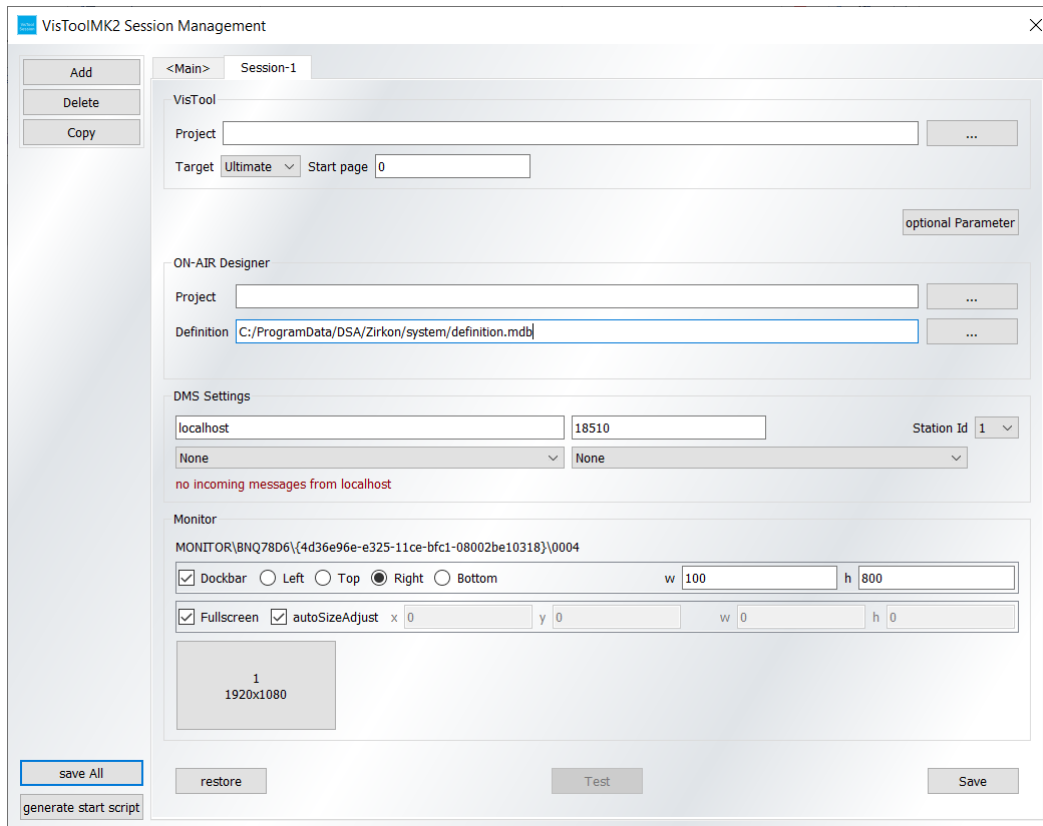 VisToolMK2 Session Management
Add
Delete
Copy
<Main> Session-1
VisTool
Project ...
Target Ultimate Start page 0
optional Parameter
ON-AIR Designer
Project ...
Definition C:/ProgramData/DSA/Zirkon/system/definition.mdb ...
DMS Settings
localhost 18510 Station Id 1
None None
no incoming messages from localhost
Monitor
MONITOR\BNQ78D6\{4d36e96e-e325-11ce-bfc1-08002be10318}\0004
Dockbar Left Top Right Bottom w 100 h 800
Fullscreen autoSizeAdjust x 0 y 0 w 0 h 0
1
1920x1080
save All
generate start script
restore Test Save